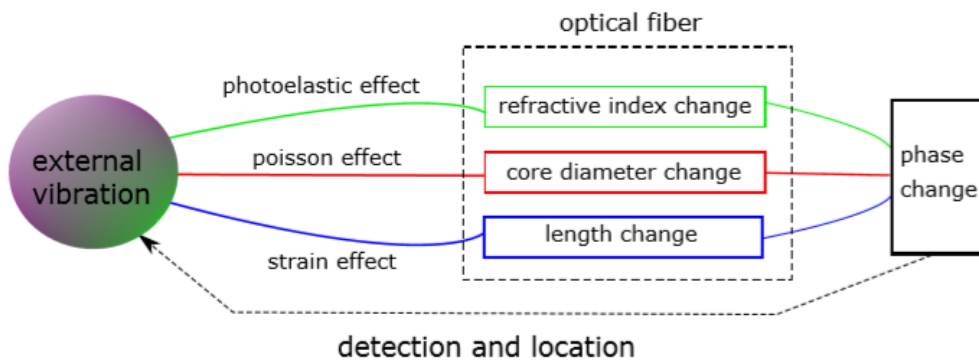 optical fiber
photoelastic effect
refractive index change
external
vibration
poisson effect
core diameter change
phase
change
length change
strain effect
detection and location